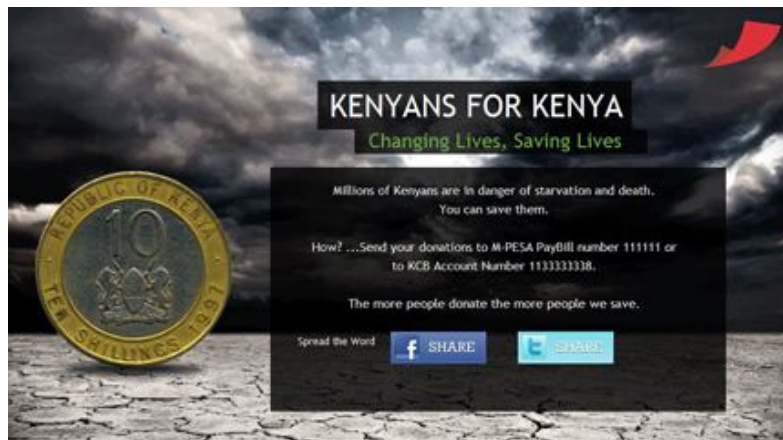 KENYANS FOR KENYA
Changing Lives, Saving Lives
REPUBLIC OF KENYA
10
TEN SHILLINGS 1997
Millions of Kenyans are in danger of starvation and death.
You can save them.
How? ...Send your donations to M-PESA PayBill number 111111 or
to KCB Account Number 1133333338.
The more people donate the more people we save.
Spread the Word
f SHARE
t SHARE